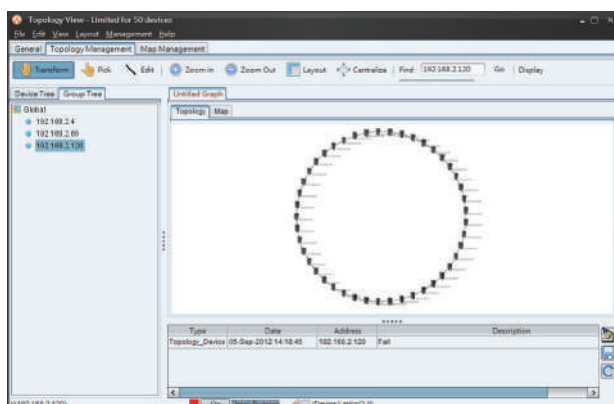 Topology View - Limited for 50 devices
File Edit View Layout Management Help
General Topology Management Map Management
Transform Pick Edit Zoom in Zoom Out Layout Centralize Find 192.168.2.120 Go Display
Device Tree Group Tree
Untitled Graph
Global
Topology Map
192.168.2.4
192.168.2.66
192.168.2.120
Type Date Address Description
Topology_Device 05-Sep-2012 14:18:45 192.168.2.120 Fail